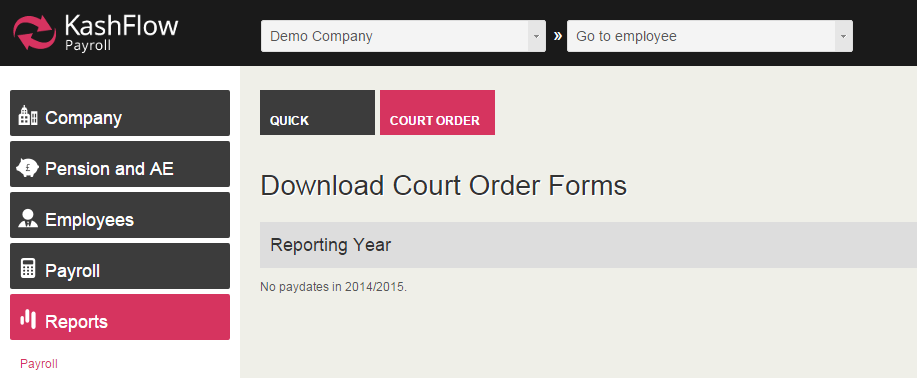 KashFlow
Payroll
Demo Company
»
Go to employee
Company
Pension and AE
Employees
Payroll
Reports
Payroll
QUICK
COURT ORDER
Download Court Order Forms
Reporting Year
No paydates in 2014/2015.